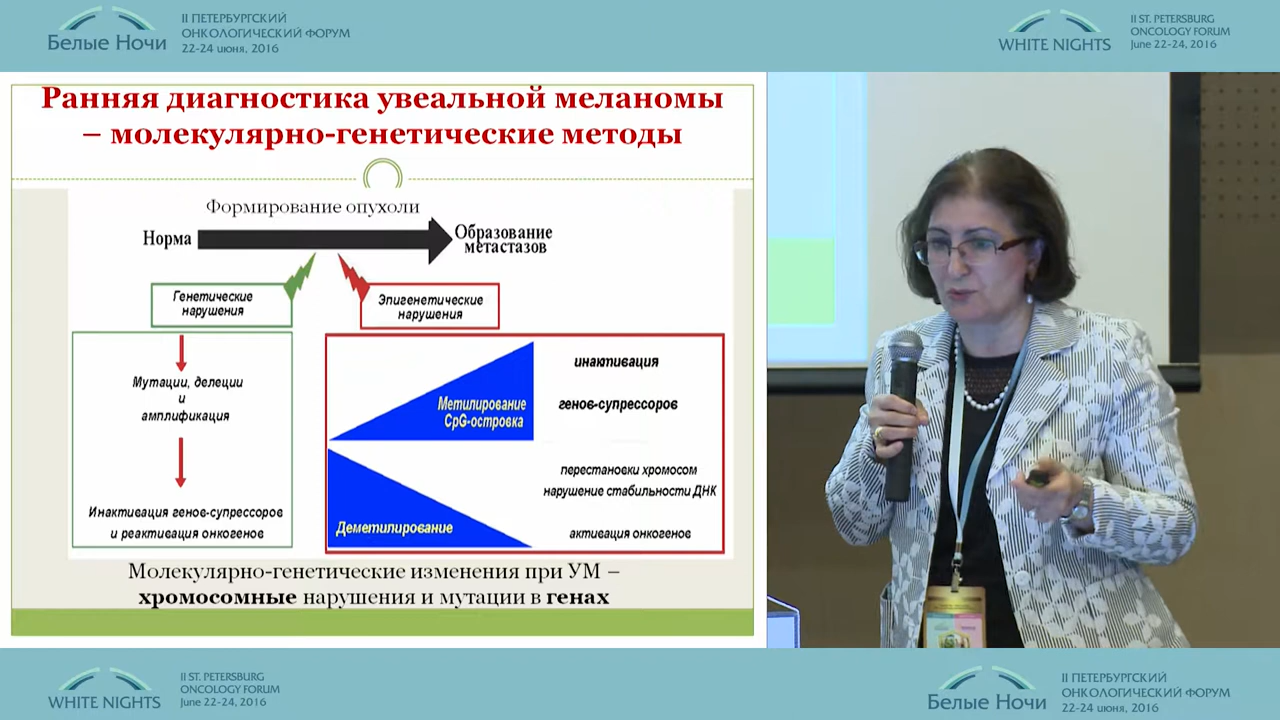 Белые Ночи
II ПЕТЕРБУРГСКИЙ
ОНКОЛОГИЧЕСКИЙ ФОРУМ
22-24 июня, 2016
WHITE NIGHTS
II ST. PETERSBURG
ONCOLOGY FORUM
June 22-24, 2016
Ранняя диагностика увеальной меланомы
– молекулярно-генетические методы
Формирование опухоли
Норма
Образование
метастазов
Генетические
нарушения
Эпигенетические
нарушения
Мутации, делеции
и
амплификация
Инактивация генов-супрессоров
и реактивация онкогенов
Метилирование
CpG-островка
инактивация
генов-супрессоров
Деметилирование
перестановки хромосом
нарушение стабильности ДНК
активация онкогенов
Молекулярно-генетические изменения при УМ –
хромосомные нарушения и мутации в генах
WHITE NIGHTS
II ST. PETERSBURG
ONCOLOGY FORUM
June 22-24, 2016
Белые Ночи
II ПЕТЕРБУРГСКИЙ
ОНКОЛОГИЧЕСКИЙ ФОРУМ
22-24 июня, 2016